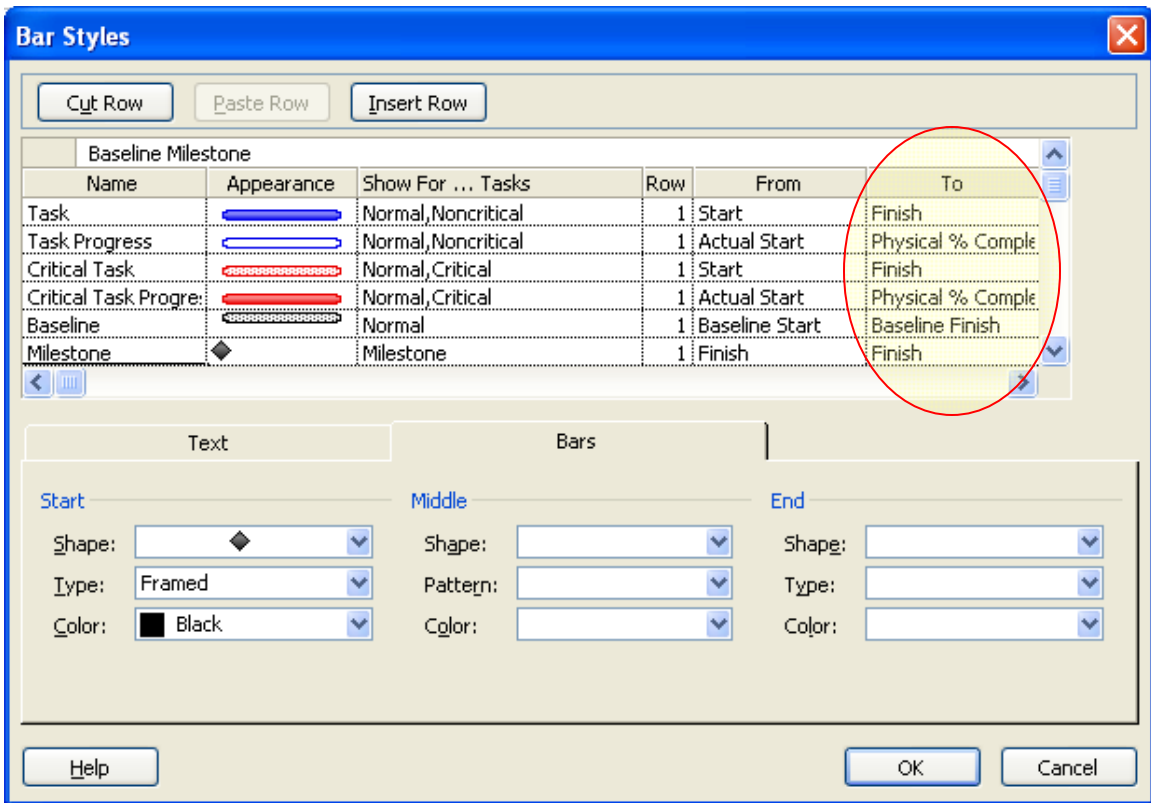 Bar Styles
Cut Row Paste Row Insert Row
Baseline Milestone
Name Appearance Show For ... Tasks Row From To
Task Normal,Noncritical 1 Start Finish
Task Progress Normal,Noncritical 1 Actual Start Physical % Comple
Critical Task Normal,Critical 1 Start Finish
Critical Task Progre: Normal,Critical 1 Actual Start Physical % Comple
Baseline Normal 1 Baseline Start Baseline Finish
Milestone Milestone 1 Finish Finish
Text Bars
Start Middle End
Shape: Shape: Shape:
Type: Framed Pattern: Type:
Color: Black Color: Color:
Help OK Cancel